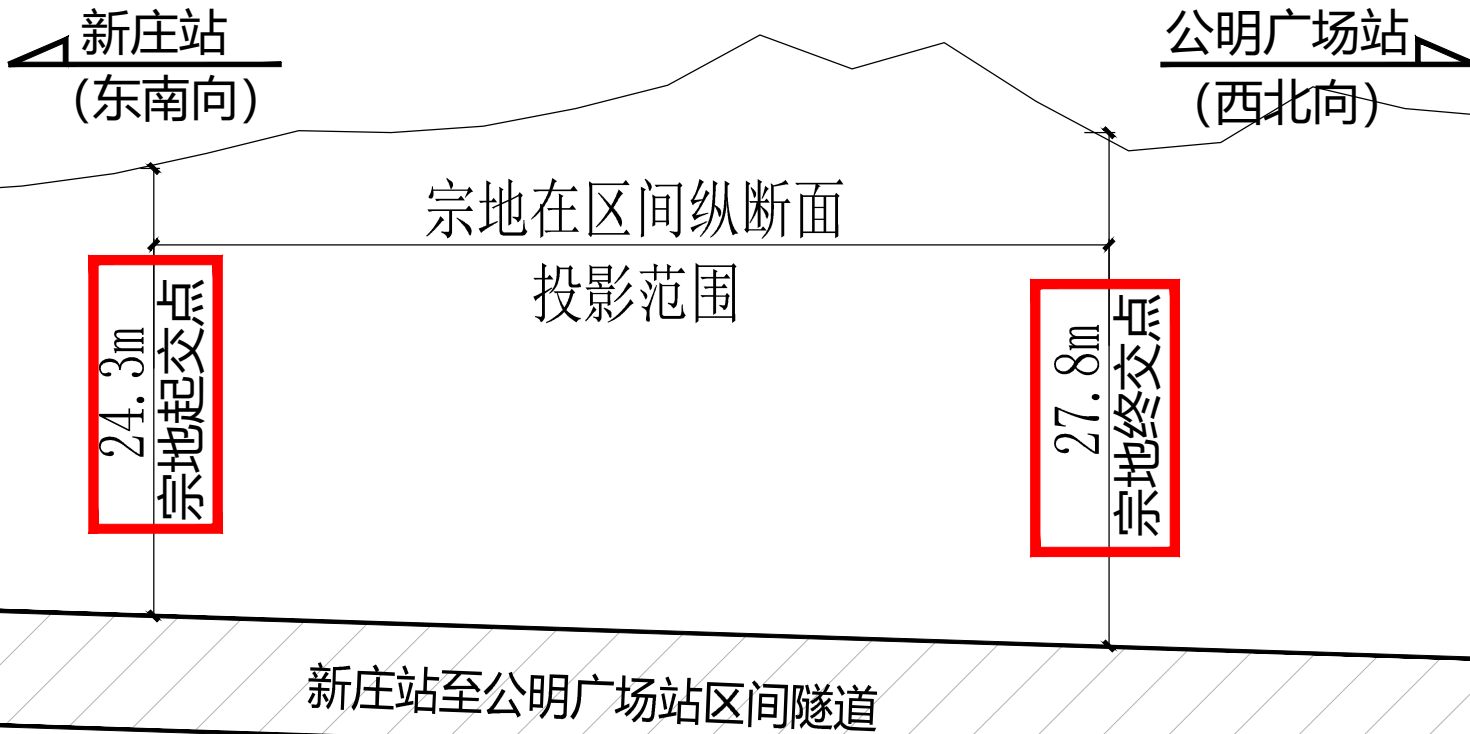 新庄站
(东南向)
公明广场站
(西北向)
宗地在区间纵断面
投影范围
24.3m
宗地起交点
27.8m
宗地终交点
新庄站至公明广场站区间隧道